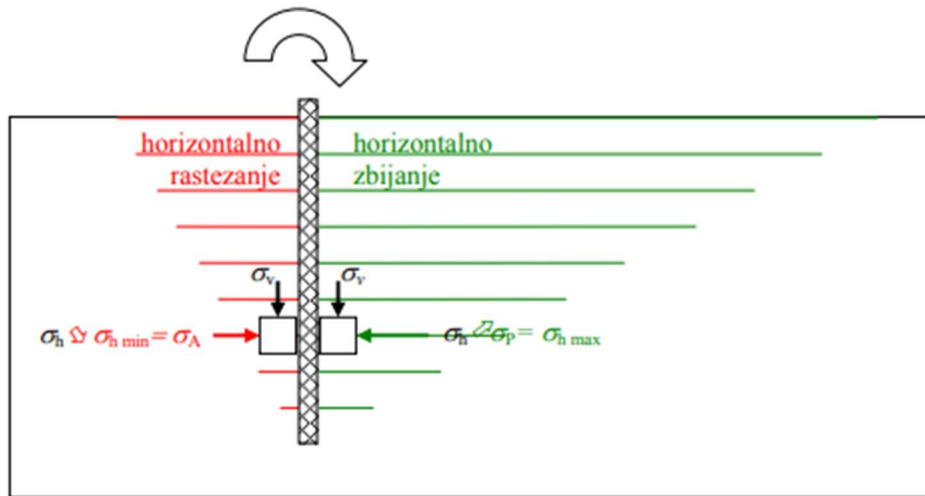 horizontalno horizontalno
rastezanje zbijanje
σv σv
σh ⇘ σh min = σA σh ⇗ σP = σh max